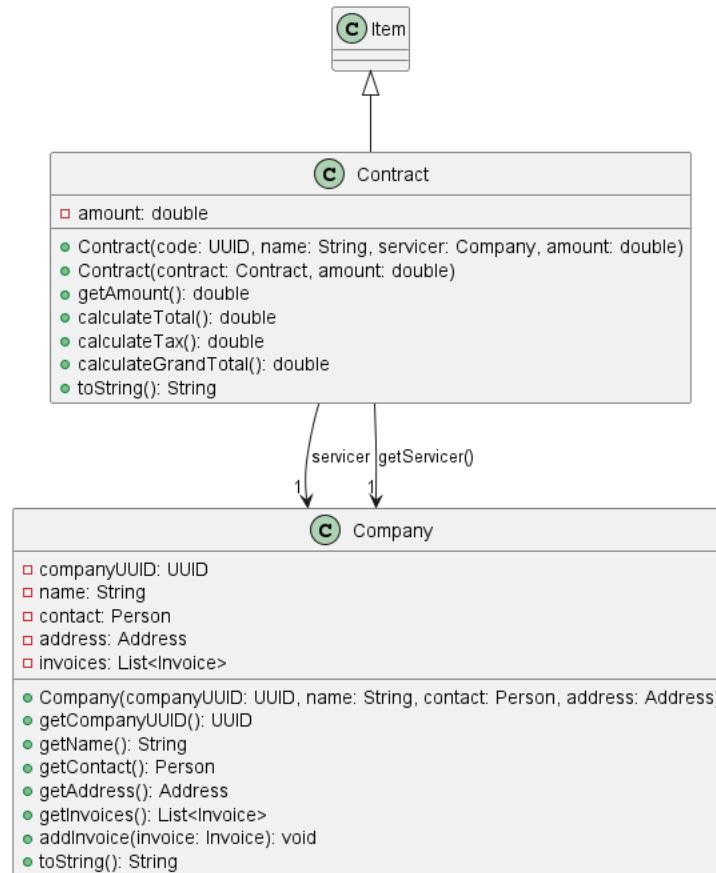 C Item
C Contract
amount: double
Contract(code: UUID, name: String, servicer: Company, amount: double)
Contract(contract: Contract, amount: double)
getAmount(): double
calculateTotal(): double
calculateTax(): double
calculateGrandTotal(): double
toString(): String
servicer getServicer()
1 1
C Company
companyUUID: UUID
name: String
contact: Person
address: Address
invoices: List<Invoice>
Company(companyUUID: UUID, name: String, contact: Person, address: Address)
getCompanyUUID(): UUID
getName(): String
getContact(): Person
getAddress(): Address
getInvoices(): List<Invoice>
addInvoice(invoice: Invoice): void
toString(): String